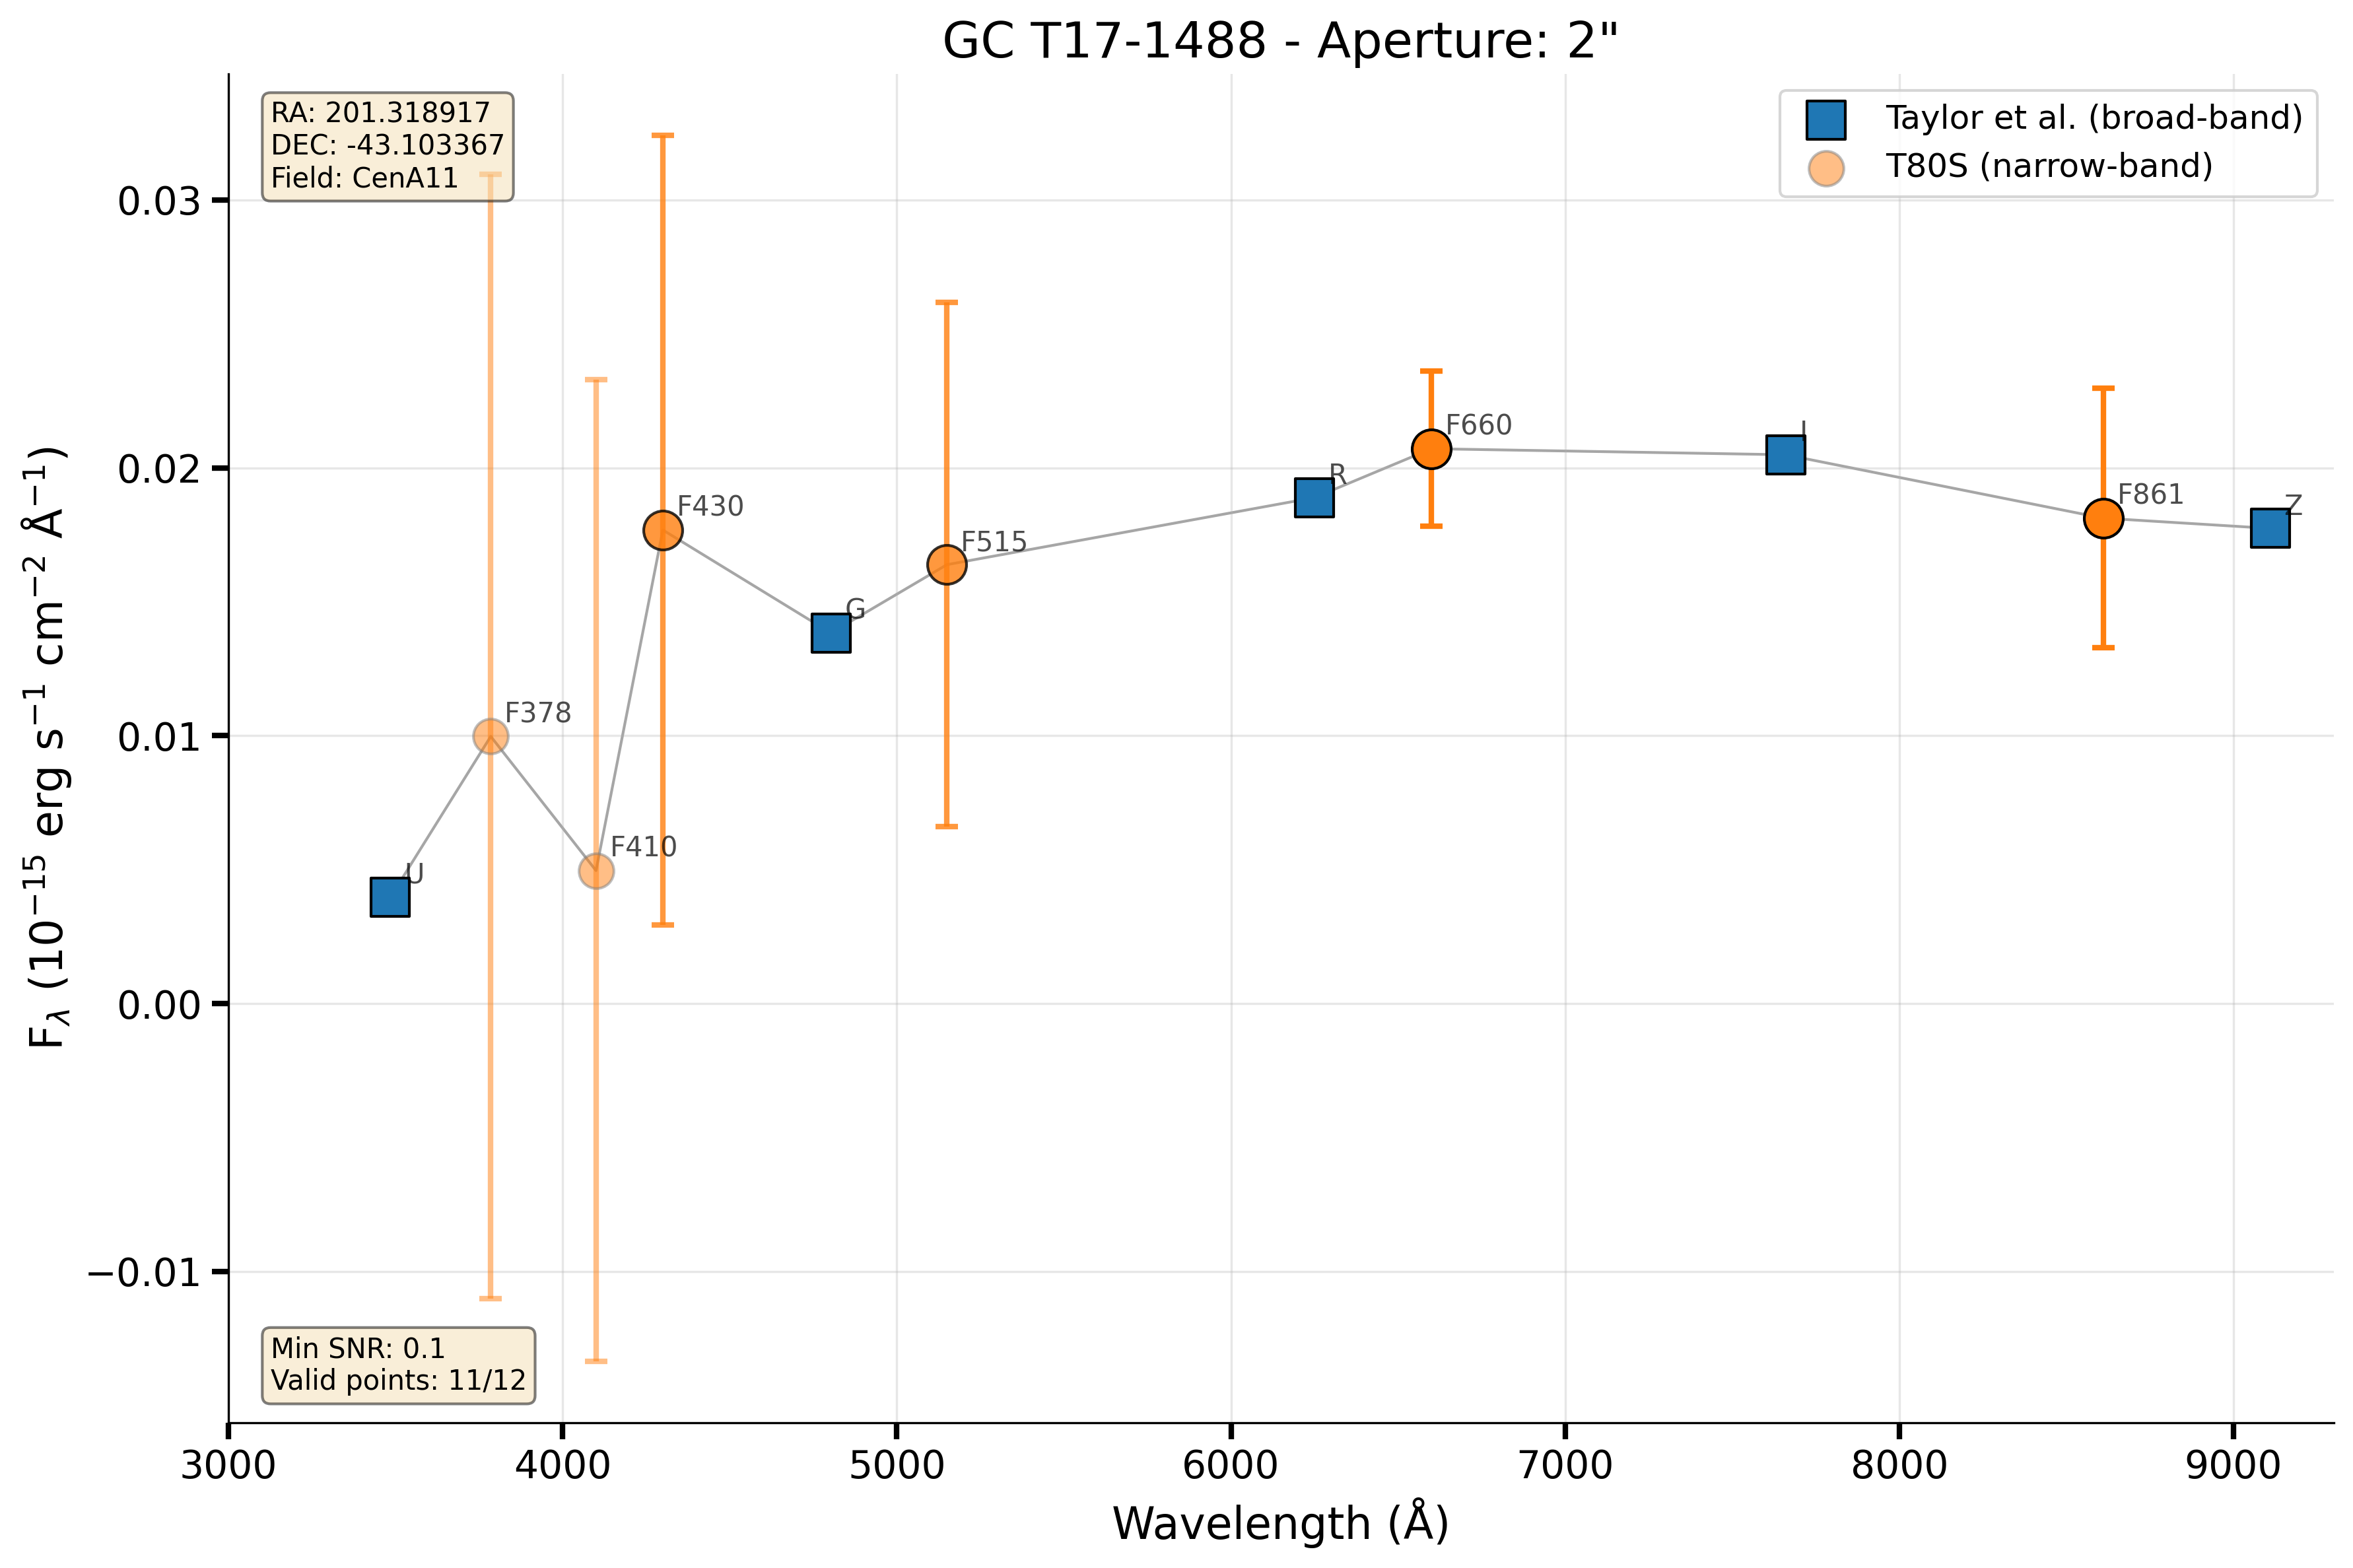 GC T17-1488 - Aperture: 2"
RA: 201.318917
DEC: -43.103367
Field: CenA11
Taylor et al. (broad-band)
T80S (narrow-band)
F$_{λ}$ (10$^{−15}$ erg s$^{−1}$ cm$^{−2}$ Å$^{−1}$)
0.03
0.02
0.01
0.00
−0.01
U
F378
F410
F430
G
F515
R
F660
I
F861
Z
Min SNR: 0.1
Valid points: 11/12
3000 4000 5000 6000 7000 8000 9000
Wavelength (Å)